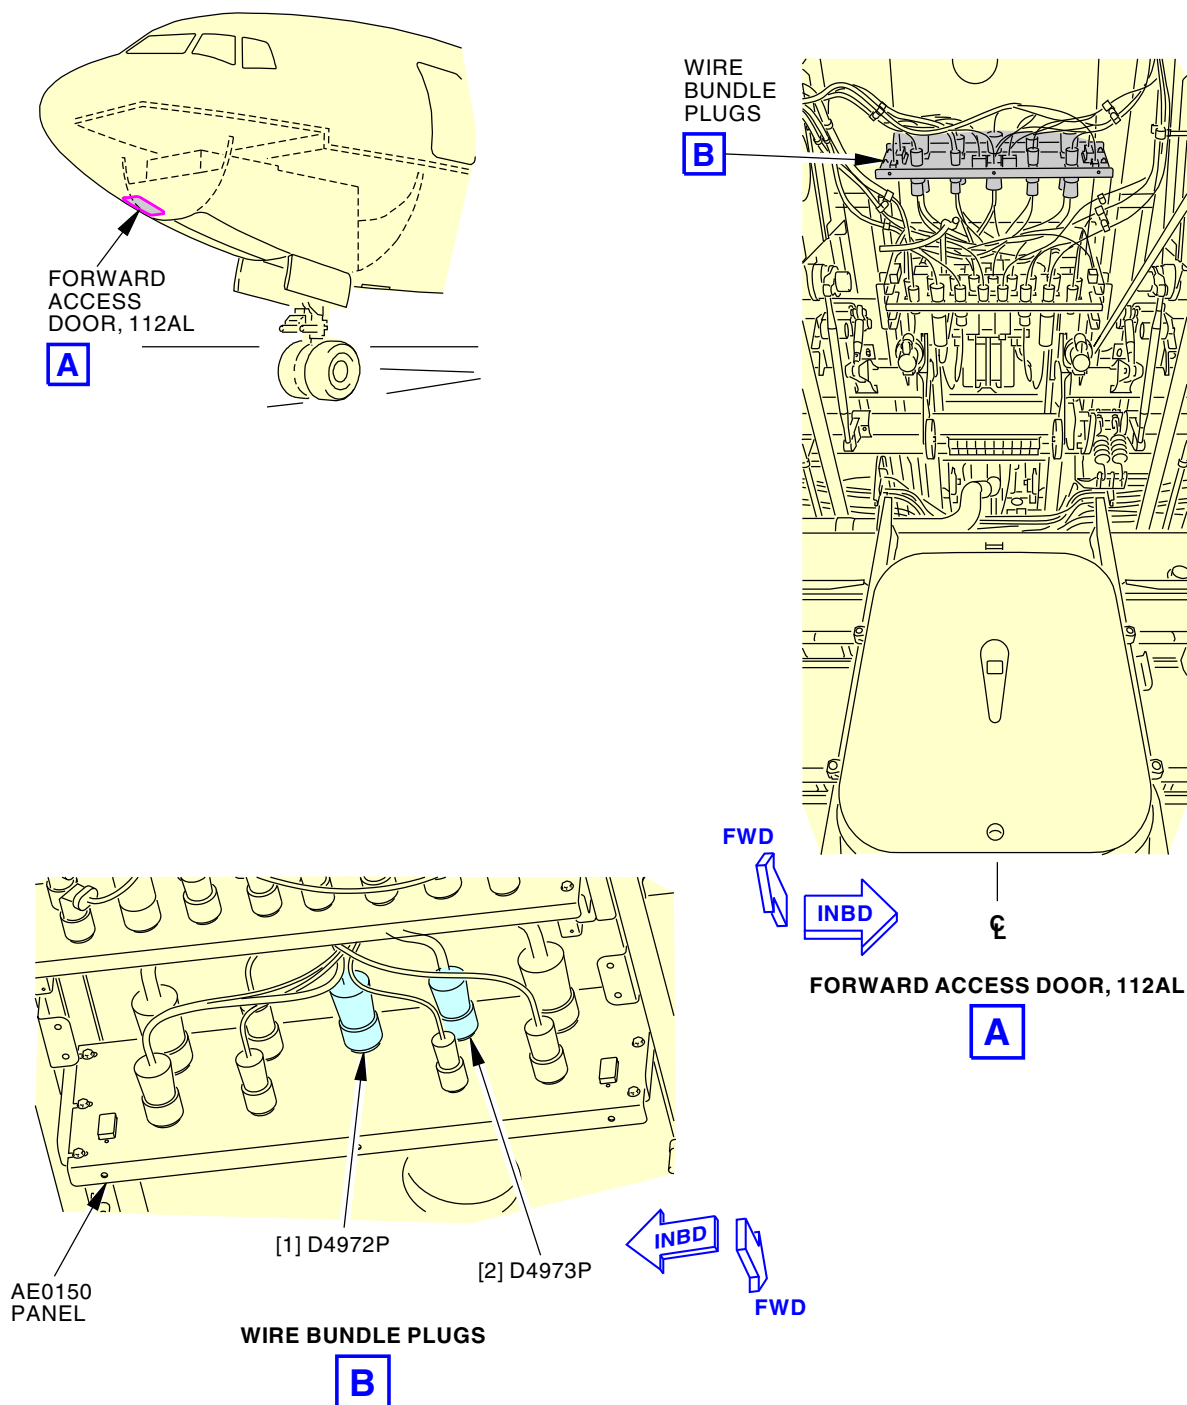 FORWARD
ACCESS
DOOR, 112AL
A
WIRE
BUNDLE
PLUGS
B
FWD
INBD
℄
FORWARD ACCESS DOOR, 112AL
A
[1] D4972P
[2] D4973P
AE0150
PANEL
INBD
FWD
WIRE BUNDLE PLUGS
B